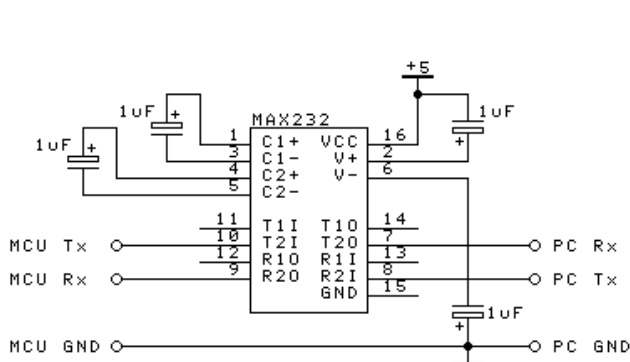 +5
1uF
1uF
1uF
MAX232
1 C1+ VCC 16
3 C1- V+ 2
4 C2+ V- 6
5 C2-
11 T1I T1O 14
10 T2I T2O 7
12 R1O R1I 13
9 R2O R2I 8
GND 15
MCU Tx
PC Rx
MCU Rx
PC Tx
1uF
MCU GND
PC GND